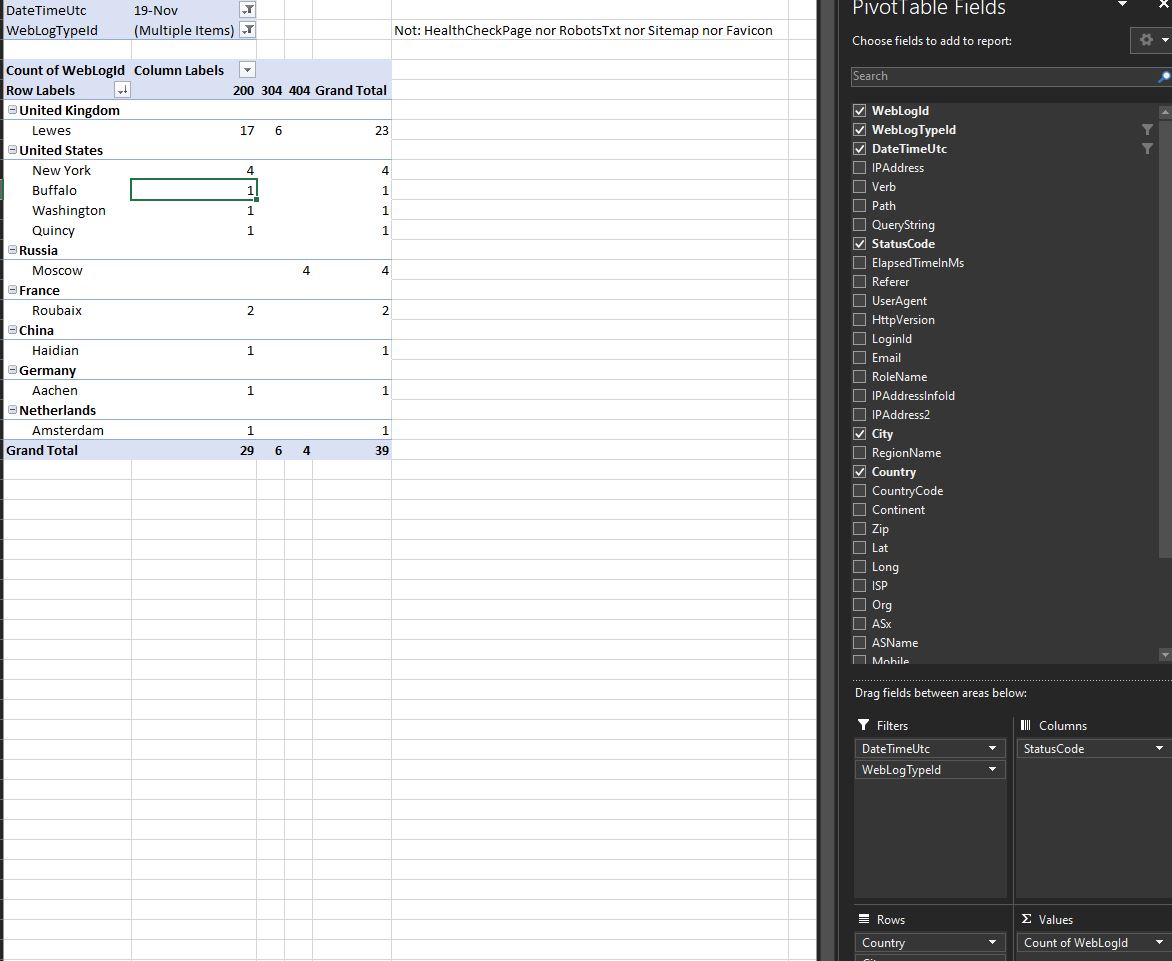 DateTimeUtc 19-Nov
WebLogTypeId (Multiple Items) Not: HealthCheckPage nor RobotsTxt nor Sitemap nor Favicon
Count of WebLogId Column Labels
Row Labels 200 304 404 Grand Total
United Kingdom
Lewes 17 6 23
United States
New York 4 4
Buffalo 1 1
Washington 1 1
Quincy 1 1
Russia
Moscow 4 4
France
Roubaix 2 2
China
Haidian 1 1
Germany
Aachen 1 1
Netherlands
Amsterdam 1 1
Grand Total 29 6 4 39
PivotTable Fields
Choose fields to add to report:
Search
WebLogId
WebLogTypeId
DateTimeUtc
IPAddress
Verb
Path
QueryString
StatusCode
ElapsedTimeInMs
Referer
UserAgent
HttpVersion
LoginId
Email
RoleName
IPAddressInfoId
IPAddress2
City
RegionName
Country
CountryCode
Continent
Zip
Lat
Long
ISP
Org
ASx
ASName
Mobile
Drag fields between areas below:
Filters
DateTimeUtc
WebLogTypeId
Columns
StatusCode
Rows
Country
Σ Values
Count of WebLogId